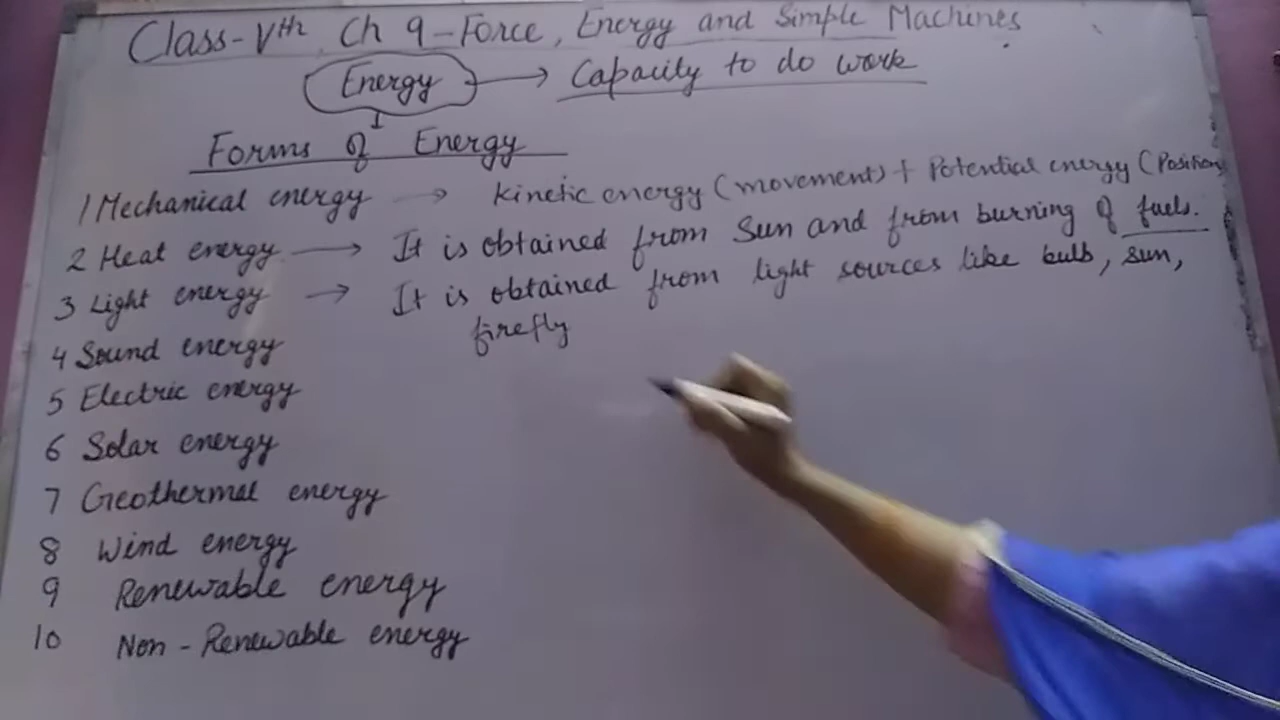 Class-Vth Ch 9-Force, Energy and Simple Machines
Energy → Capacity to do work
Forms of Energy
1 Mechanical energy → Kinetic energy (movement) + Potential energy (Position)
2 Heat energy → It is obtained from Sun and from burning of fuels.
3 Light energy → It is obtained from light sources like bulb, sun,
firefly
4 Sound energy
5 Electric energy
6 Solar energy
7 Geothermal energy
8 Wind energy
9 Renewable energy
10 Non-Renewable energy